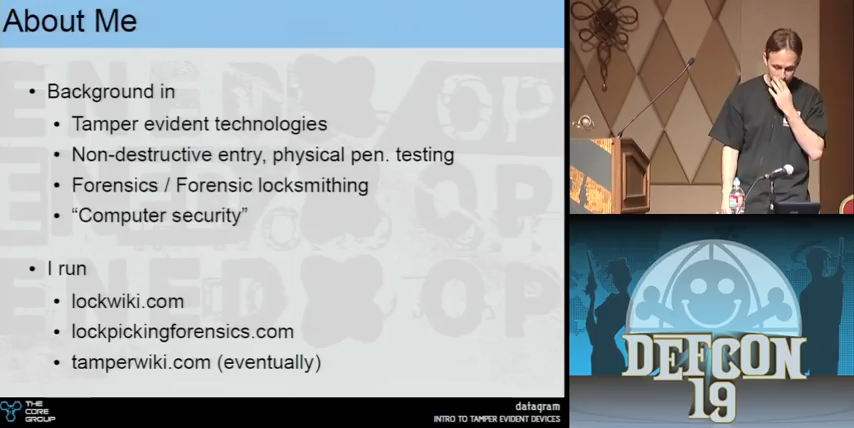 About Me
• Background in
• Tamper evident technologies
• Non-destructive entry, physical pen. testing
• Forensics / Forensic locksmithing
• “Computer security”
• I run
• lockwiki.com
• lockpickingforensics.com
• tamperwiki.com (eventually)
THE
CORE
GROUP
datagram
INTRO TO TAMPER EVIDENT DEVICES
DEFCON
19